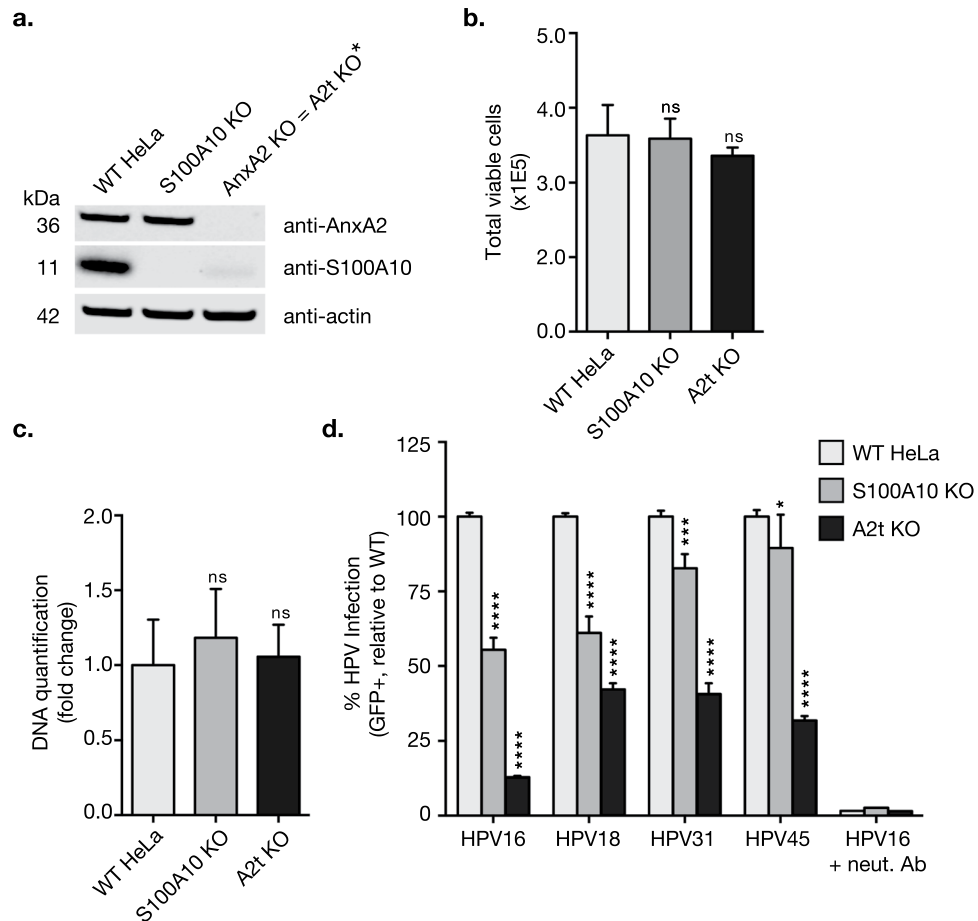 a.
WT HeLa
S100A10 KO
AnxA2 KO = A2t KO*
kDa
36
anti-AnxA2
11
anti-S100A10
42
anti-actin
b.
Total viable cells
(x1E5)
5.0
4.0
3.0
2.0
0.0
ns
ns
WT HeLa
S100A10 KO
A2t KO
c.
DNA quantification
(fold change)
2.0
1.5
1.0
0.5
0.0
ns
ns
WT HeLa
S100A10 KO
A2t KO
d.
% HPV Infection
(GFP+, relative to WT)
125
100
75
50
25
0
****
****
****
****
***
****
*
****
HPV16
HPV18
HPV31
HPV45
HPV16
+ neut. Ab
WT HeLa
S100A10 KO
A2t KO